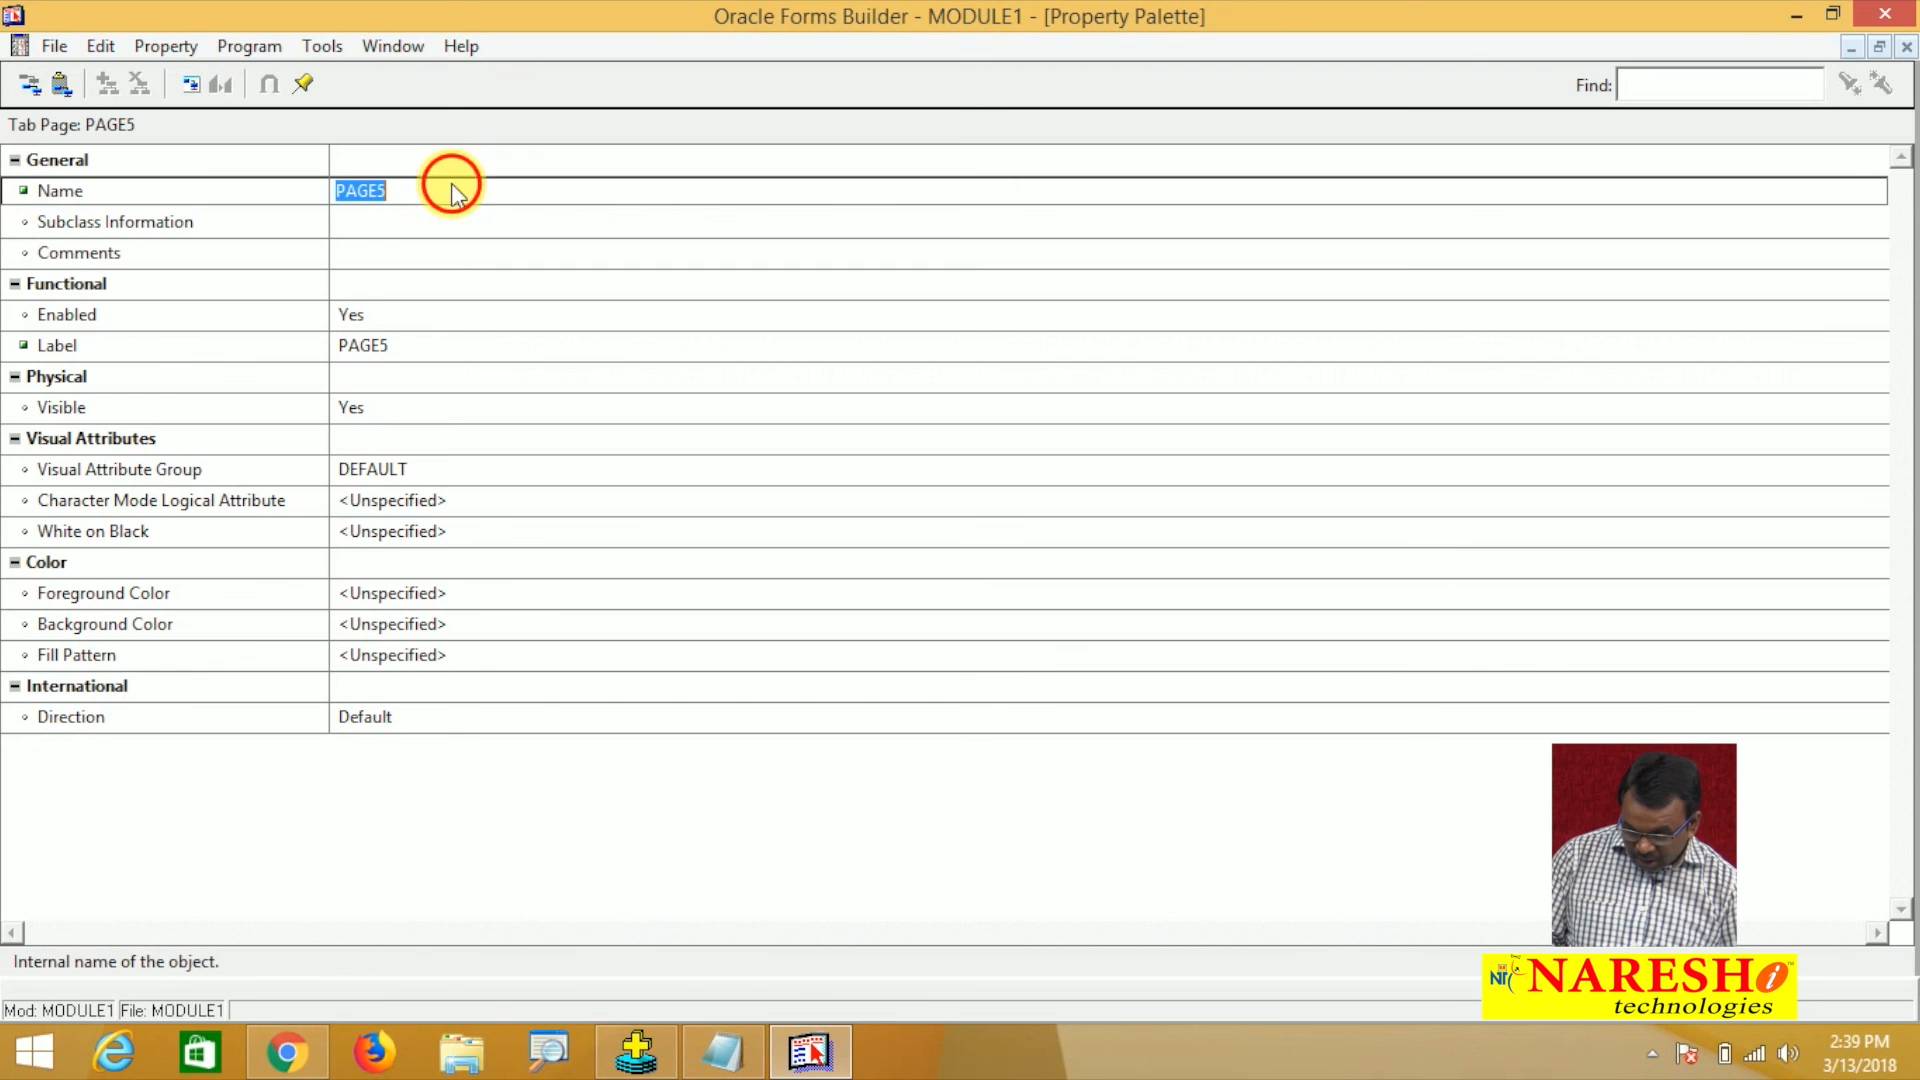 Oracle Forms Builder - MODULE1 - [Property Palette]
File Edit Property Program Tools Window Help
Find:
Tab Page: PAGE5
General
Name PAGE5
Subclass Information
Comments
Functional
Enabled Yes
Label PAGE5
Physical
Visible Yes
Visual Attributes
Visual Attribute Group DEFAULT
Character Mode Logical Attribute <Unspecified>
White on Black <Unspecified>
Color
Foreground Color <Unspecified>
Background Color <Unspecified>
Fill Pattern <Unspecified>
International
Direction Default
Internal name of the object.
NARESH i
technologies
Mod: MODULE1 File: MODULE1
2:39 PM
3/13/2018